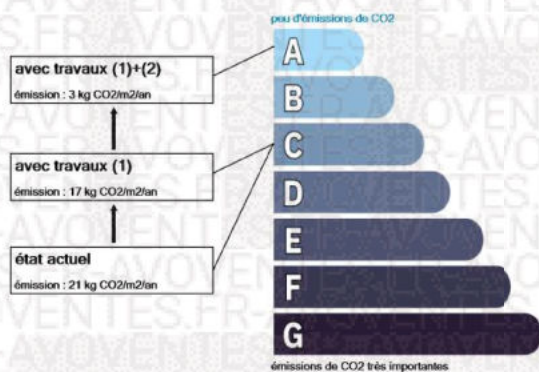 peu d'émissions de CO2
avec travaux (1)+(2)
émission : 3 kg CO2/m2/an
avec travaux (1)
émission : 17 kg CO2/m2/an
état actuel
émission : 21 kg CO2/m2/an
A
B
C
D
E
F
G
émissions de CO2 très importantes